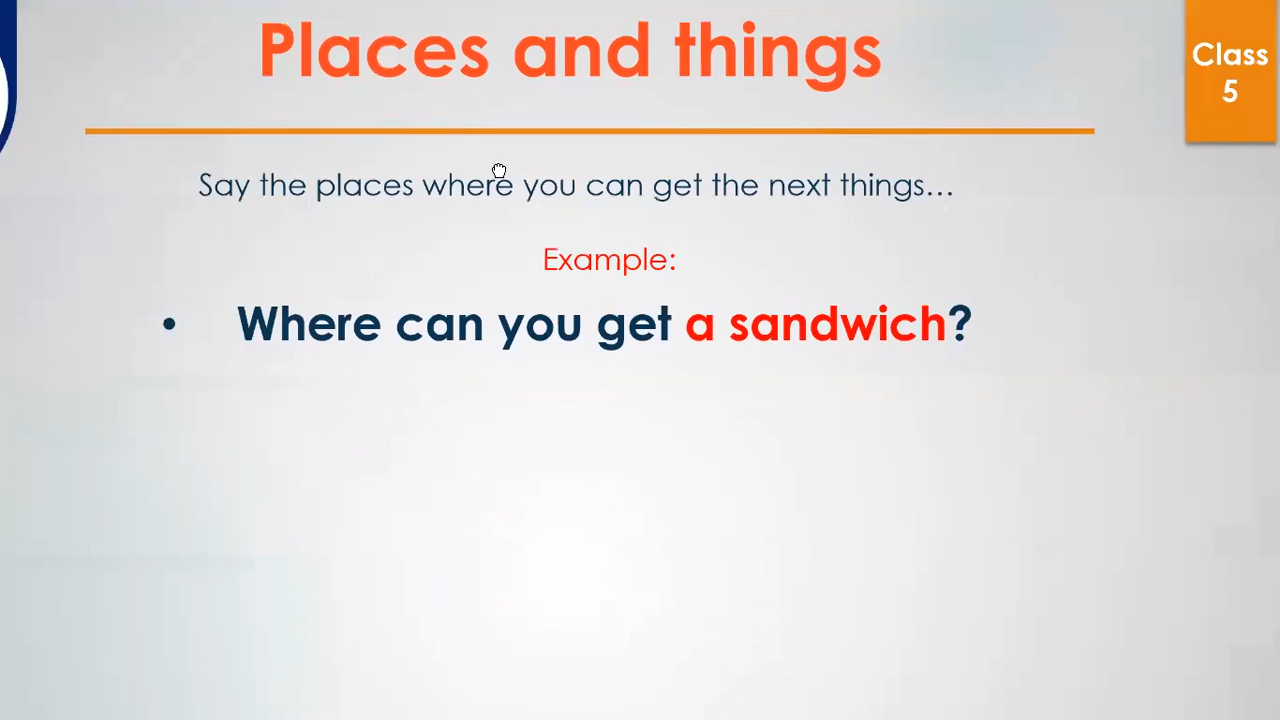 Places and things
Class
5
Say the places where you can get the next things…
Example:
• Where can you get a sandwich?